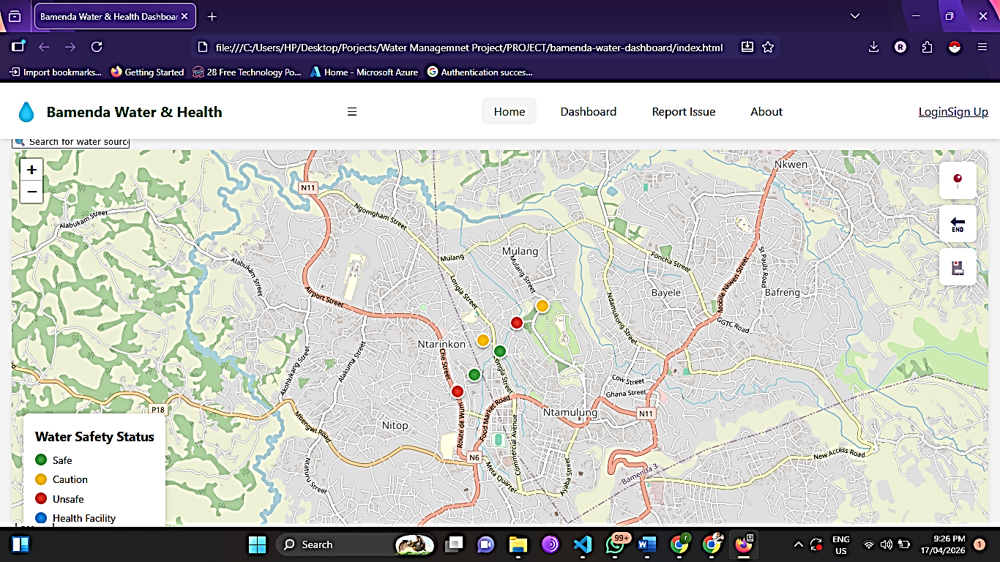 Bamenda Water & Health Dashboar
file:///C:/Users/HP/Desktop/Porjects/Water Managemnet Project/PROJECT/bamenda-water-dashboard/index.html
R
Import bookmarks...
Getting Started
28 Free Technology Po...
Home - Microsoft Azure
Authentication succes...
Bamenda Water & Health
☰
Home
Dashboard
Report Issue
About
LoginSign Up
Search for water sourc
+
−
Nkwen
N11
END
Alabukam Street
Ngomgham Street
Mulang
Mulang
Mulang Street
Foncha Street
St Pauls Road
Alabukam Street
Longla Street
Airport Street
Bayele
Bafreng
Mobile Nkwen Street
Ndamukong Street
GGTC Road
Ntarinkon
Che Street
Akohkikang Street
Alakuma Street
Longla Street
Cow Street
Ghana Street
P18
Mbengwi Road
Nitop
Route de Wum
Food Market Road
Commercial Avenue
Ntamulung
N11
N6
Ntauru Street
Meta Quarter
Ayaba Street
Bamenda 3
New Access Road
Water Safety Status
Safe
Caution
Unsafe
Health Facility
Search
99+
ENG
US
9:26 PM
17/04/2026
1